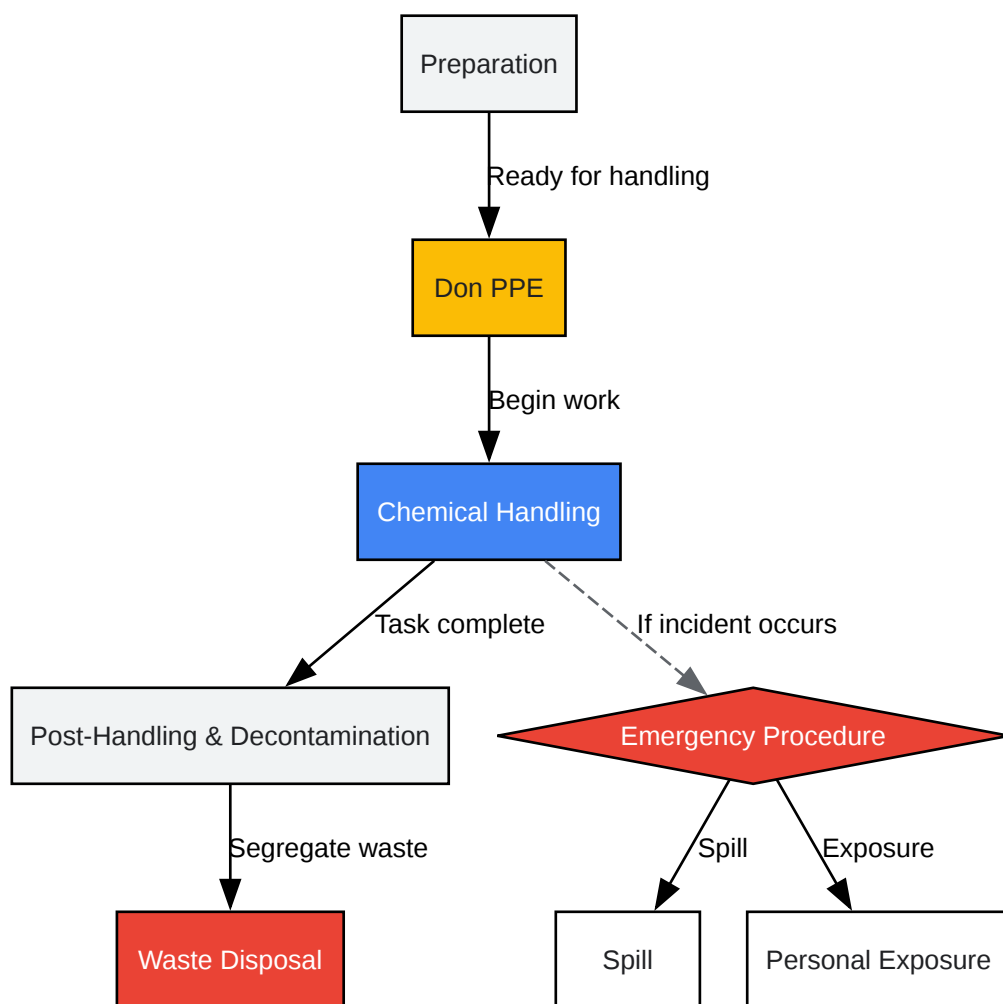 Preparation
Ready for handling
Don PPE
Begin work
Chemical Handling
Task complete
If incident occurs
Post-Handling & Decontamination
Emergency Procedure
Segregate waste
Spill
Exposure
Waste Disposal
Spill
Personal Exposure